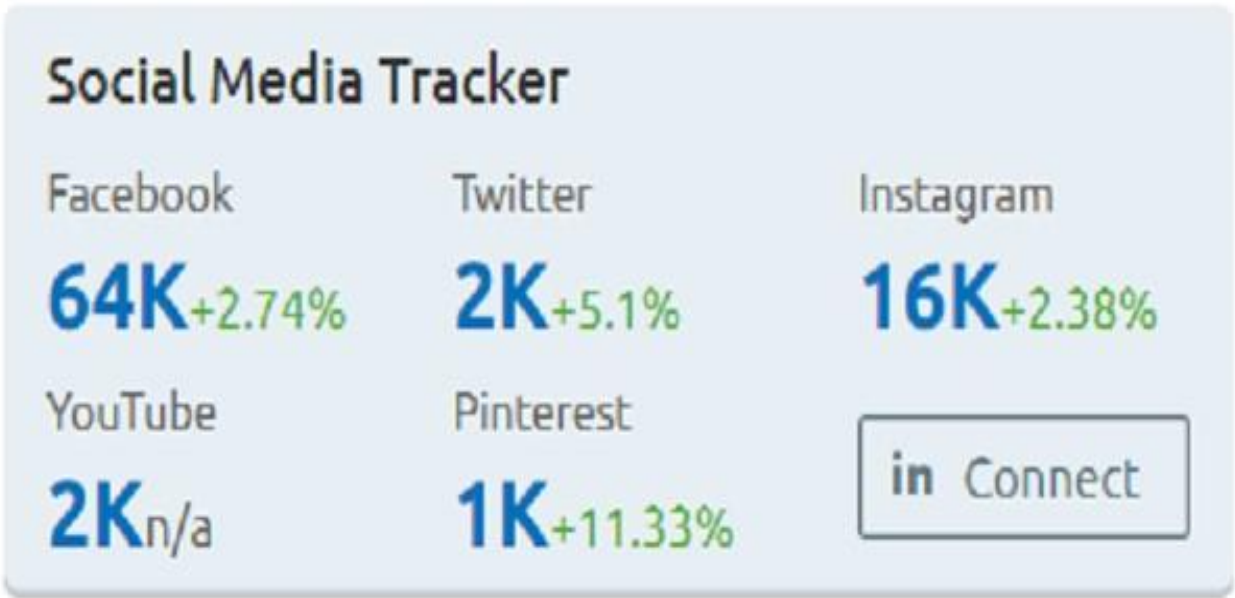 Social Media Tracker
Facebook Twitter Instagram
64K+2.74% 2K+5.1% 16K+2.38%
YouTube Pinterest
2Kn/a 1K+11.33% in Connect